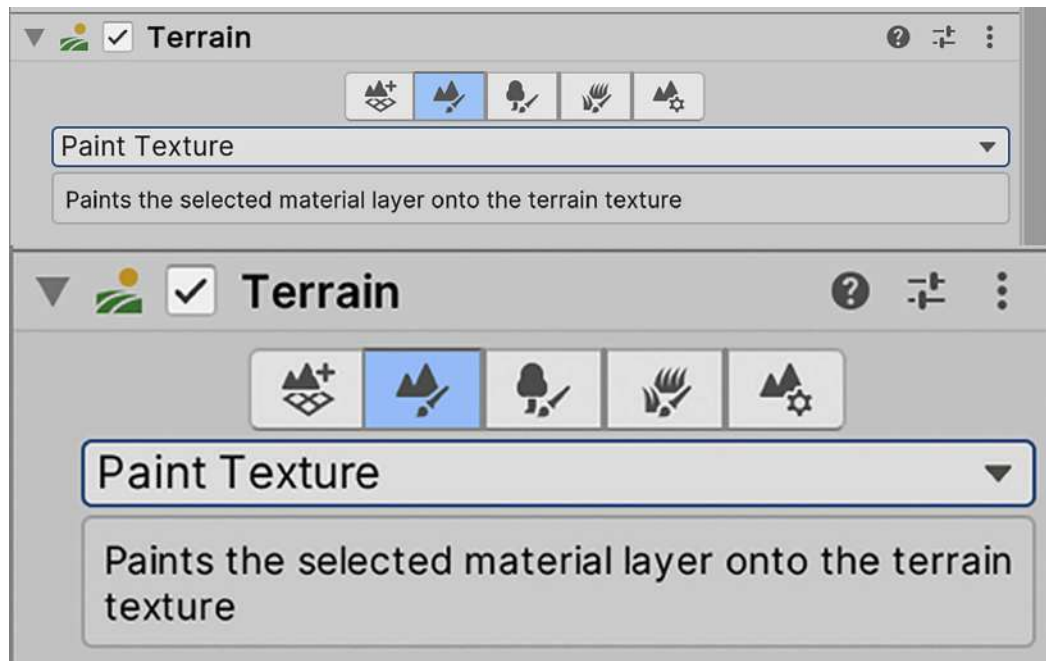 Terrain
Paint Texture
Paints the selected material layer onto the terrain texture
Terrain
Paint Texture
Paints the selected material layer onto the terrain
texture